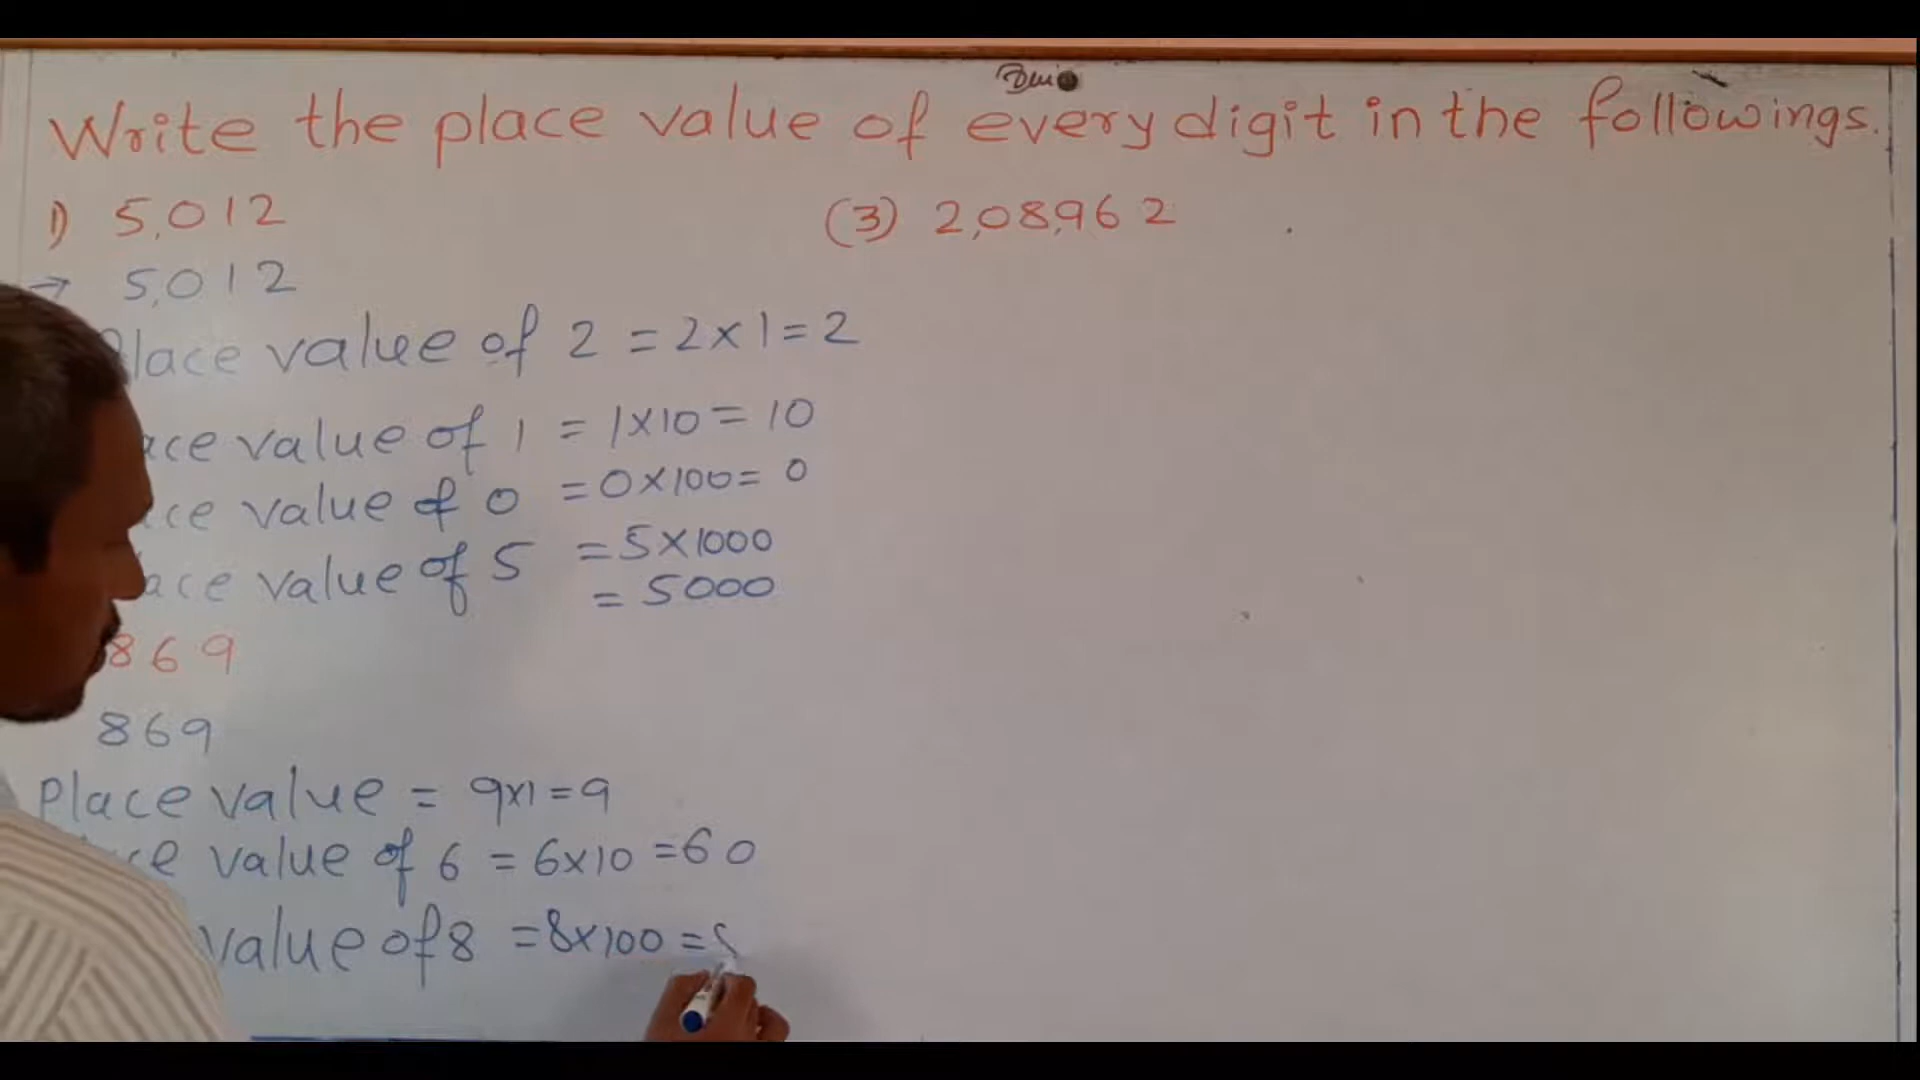 Write the place value of every digit in the followings.
1) 5,012
(3) 2,08,962
→ 5,012
Place value of 2 = 2×1=2
ace value of 1 = 1×10 = 10
ce value of 0 = 0×100= 0
ace value of 5 = 5×1000
= 5000
869
869
Place value = 9×1=9
ce value of 6 = 6×10 =60
value of 8 =8×100 =